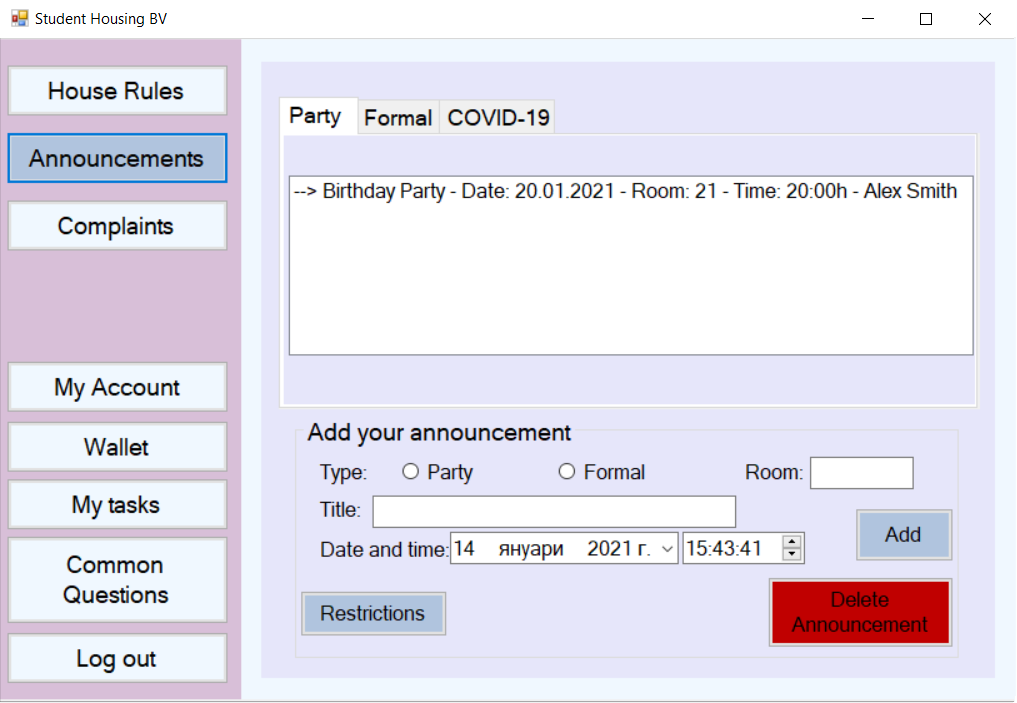 Student Housing BV
House Rules
Announcements
Complaints
My Account
Wallet
My tasks
Common
Questions
Log out
Party
Formal
COVID-19
--> Birthday Party - Date: 20.01.2021 - Room: 21 - Time: 20:00h - Alex Smith
Add your announcement
Type:
Party
Formal
Room:
Title:
Date and time:
14 януари 2021 г.
15:43:41
Add
Restrictions
Delete
Announcement